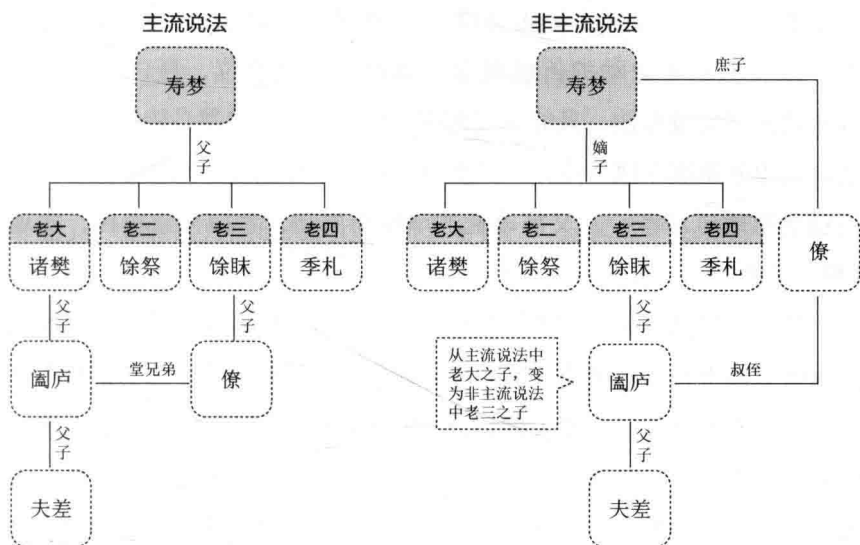 主流说法
非主流说法
寿梦
寿梦
庶子
父子
嫡子
老大
老二
老三
老四
老大
老二
老三
老四
诸樊
馀祭
馀眛
季札
诸樊
馀祭
馀眛
季札
僚
父子
父子
父子
阖庐
堂兄弟
僚
从主流说法中
老大之子，变
为非主流说法
中老三之子
阖庐
叔侄
父子
父子
夫差
夫差